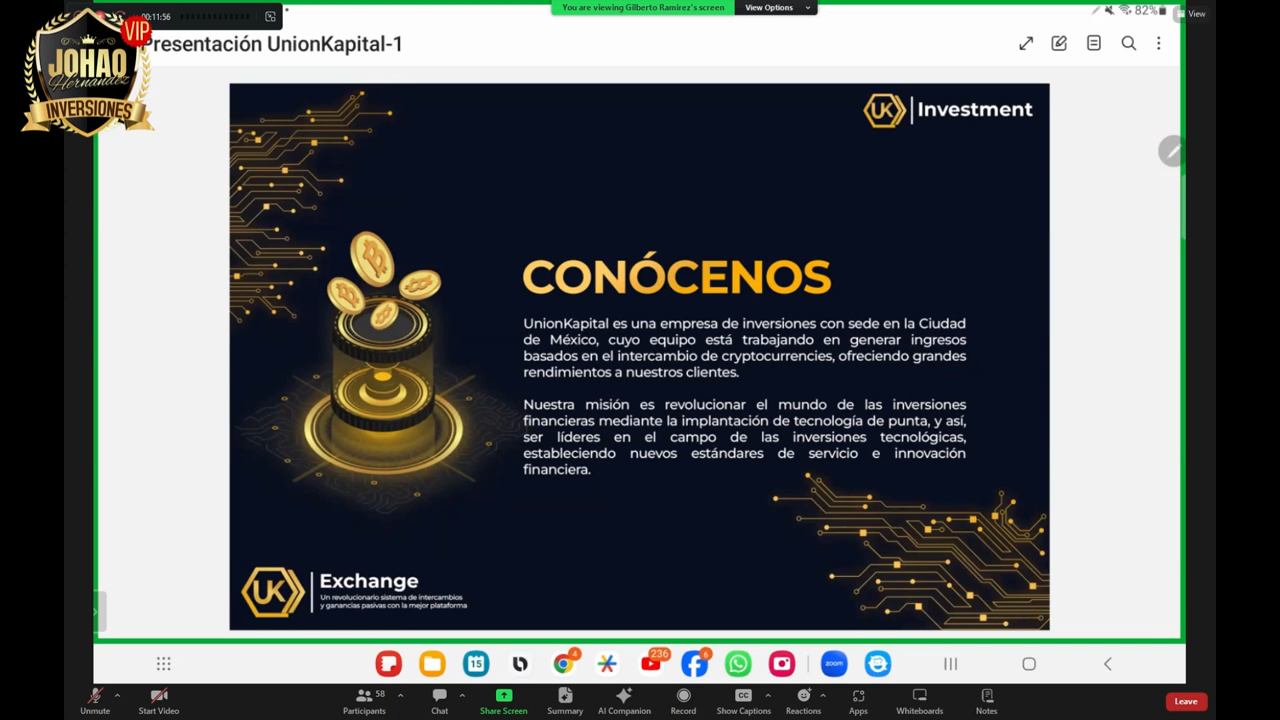 00:11:56
You are viewing Gilberto Ramirez's screen
View Options
82%
View
VIP
JOHAO
Hernández
INVERSIONES
Presentación UnionKapital-1
UK Investment
CONÓCENOS
UnionKapital es una empresa de inversiones con sede en la Ciudad
de México, cuyo equipo está trabajando en generar ingresos
basados en el intercambio de cryptocurrencies, ofreciendo grandes
rendimientos a nuestros clientes.
Nuestra misión es revolucionar el mundo de las inversiones
financieras mediante la implantación de tecnología de punta, y así,
ser líderes en el campo de las inversiones tecnológicas,
estableciendo nuevos estándares de servicio e innovación
financiera.
UK Exchange
Un revolucionario sistema de intercambios
y ganancias pasivas con la mejor plataforma
15
4
236
6
zoom
Unmute
Start Video
Participants
58
Chat
Share Screen
Summary
AI Companion
Record
CC
Show Captions
Reactions
Apps
Whiteboards
Notes
Leave